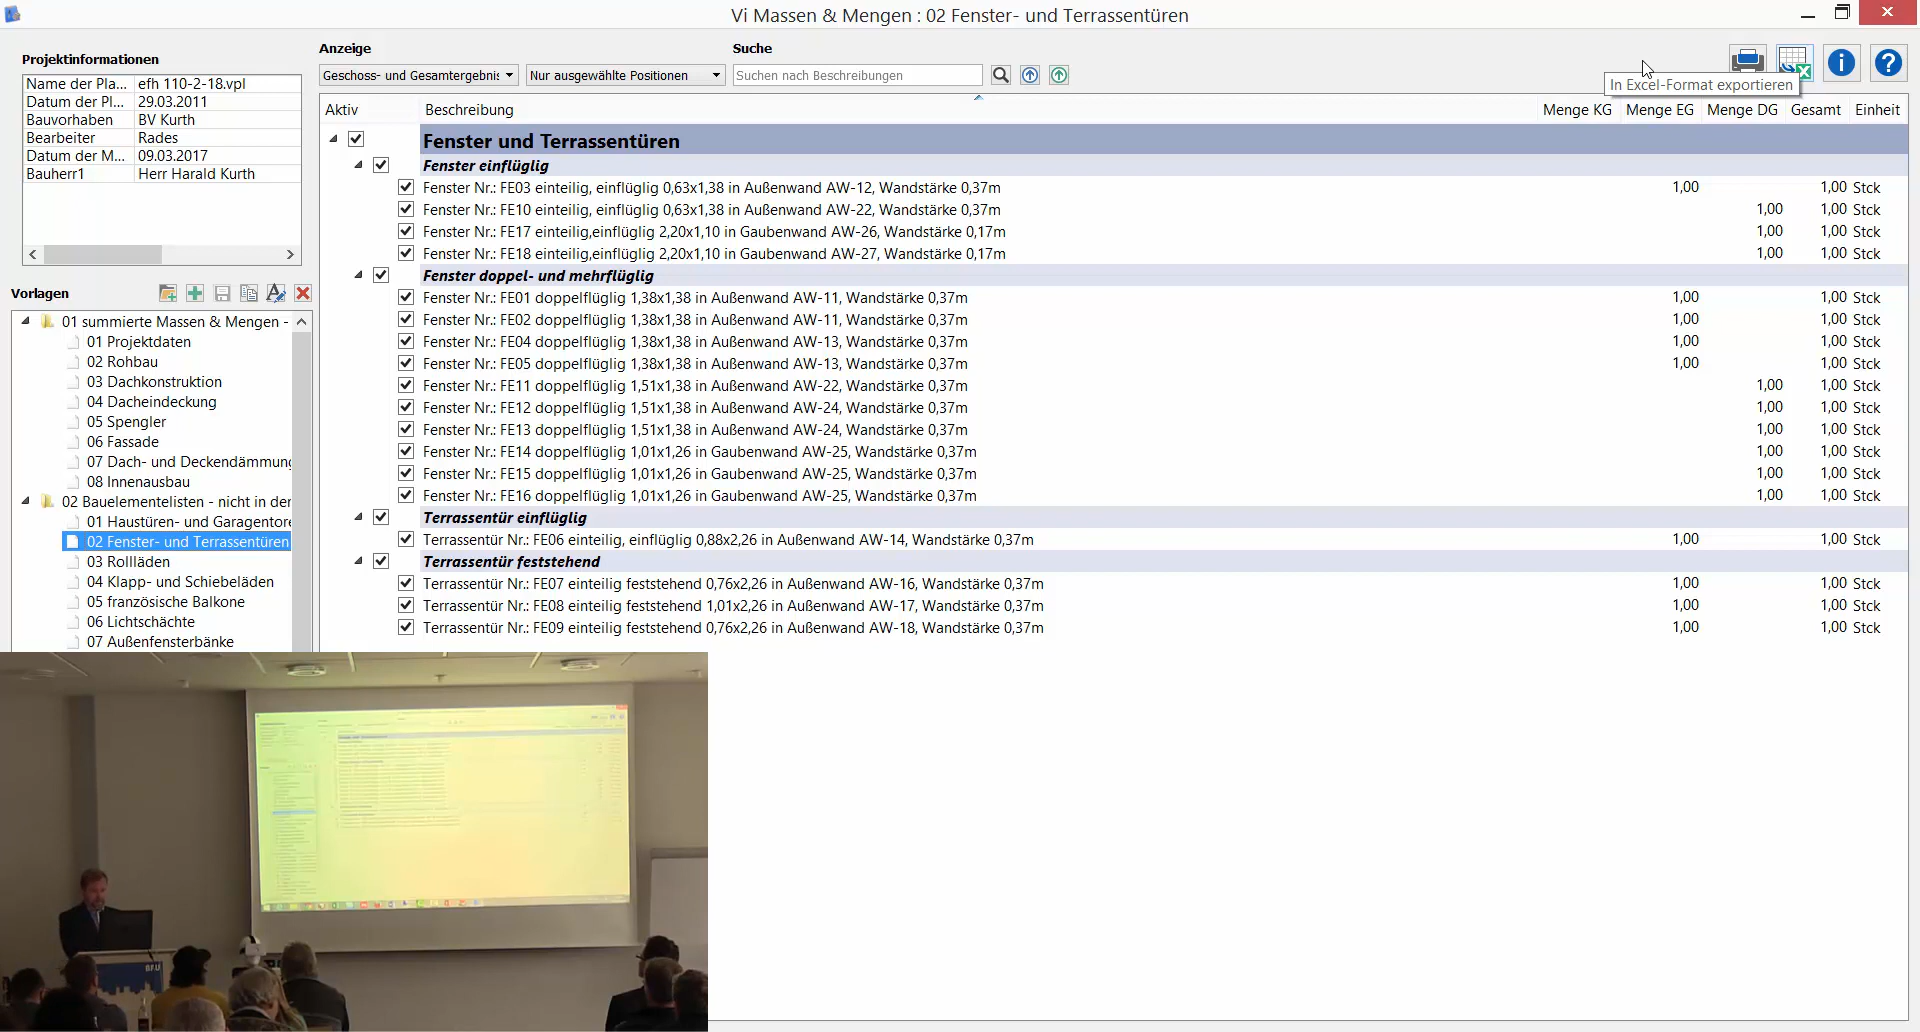 Vi Massen & Mengen : 02 Fenster- und Terrassentüren
Projektinformationen
Name der Pla... efh 110-2-18.vpl
Datum der Pl... 29.03.2011
Bauvorhaben BV Kurth
Bearbeiter Rades
Datum der M... 09.03.2017
Bauherr1 Herr Harald Kurth
Vorlagen
01 summierte Massen & Mengen -
01 Projektdaten
02 Rohbau
03 Dachkonstruktion
04 Dacheindeckung
05 Spengler
06 Fassade
07 Dach- und Deckendämmung
08 Innenausbau
02 Bauelementelisten - nicht in der
01 Haustüren- und Garagentore
02 Fenster- und Terrassentüren
03 Rollläden
04 Klapp- und Schiebeläden
05 französische Balkone
06 Lichtschächte
07 Außenfensterbänke
Anzeige
Suche
Geschoss- und Gesamtergebnis
Nur ausgewählte Positionen
Suchen nach Beschreibungen
In Excel-Format exportieren
Aktiv Beschreibung Menge KG Menge EG Menge DG Gesamt Einheit
Fenster und Terrassentüren
Fenster einflüglig
Fenster Nr.: FE03 einteilig, einflüglig 0,63x1,38 in Außenwand AW-12, Wandstärke 0,37m 1,00 1,00 Stck
Fenster Nr.: FE10 einteilig, einflüglig 0,63x1,38 in Außenwand AW-22, Wandstärke 0,37m 1,00 1,00 Stck
Fenster Nr.: FE17 einteilig,einflüglig 2,20x1,10 in Gaubenwand AW-26, Wandstärke 0,17m 1,00 1,00 Stck
Fenster Nr.: FE18 einteilig,einflüglig 2,20x1,10 in Gaubenwand AW-27, Wandstärke 0,17m 1,00 1,00 Stck
Fenster doppel- und mehrflüglig
Fenster Nr.: FE01 doppelflüglig 1,38x1,38 in Außenwand AW-11, Wandstärke 0,37m 1,00 1,00 Stck
Fenster Nr.: FE02 doppelflüglig 1,38x1,38 in Außenwand AW-11, Wandstärke 0,37m 1,00 1,00 Stck
Fenster Nr.: FE04 doppelflüglig 1,38x1,38 in Außenwand AW-13, Wandstärke 0,37m 1,00 1,00 Stck
Fenster Nr.: FE05 doppelflüglig 1,38x1,38 in Außenwand AW-13, Wandstärke 0,37m 1,00 1,00 Stck
Fenster Nr.: FE11 doppelflüglig 1,51x1,38 in Außenwand AW-22, Wandstärke 0,37m 1,00 1,00 Stck
Fenster Nr.: FE12 doppelflüglig 1,51x1,38 in Außenwand AW-24, Wandstärke 0,37m 1,00 1,00 Stck
Fenster Nr.: FE13 doppelflüglig 1,51x1,38 in Außenwand AW-24, Wandstärke 0,37m 1,00 1,00 Stck
Fenster Nr.: FE14 doppelflüglig 1,01x1,26 in Gaubenwand AW-25, Wandstärke 0,37m 1,00 1,00 Stck
Fenster Nr.: FE15 doppelflüglig 1,01x1,26 in Gaubenwand AW-25, Wandstärke 0,37m 1,00 1,00 Stck
Fenster Nr.: FE16 doppelflüglig 1,01x1,26 in Gaubenwand AW-25, Wandstärke 0,37m 1,00 1,00 Stck
Terrassentür einflüglig
Terrassentür Nr.: FE06 einteilig, einflüglig 0,88x2,26 in Außenwand AW-14, Wandstärke 0,37m 1,00 1,00 Stck
Terrassentür feststehend
Terrassentür Nr.: FE07 einteilig feststehend 0,76x2,26 in Außenwand AW-16, Wandstärke 0,37m 1,00 1,00 Stck
Terrassentür Nr.: FE08 einteilig feststehend 1,01x2,26 in Außenwand AW-17, Wandstärke 0,37m 1,00 1,00 Stck
Terrassentür Nr.: FE09 einteilig feststehend 0,76x2,26 in Außenwand AW-18, Wandstärke 0,37m 1,00 1,00 Stck